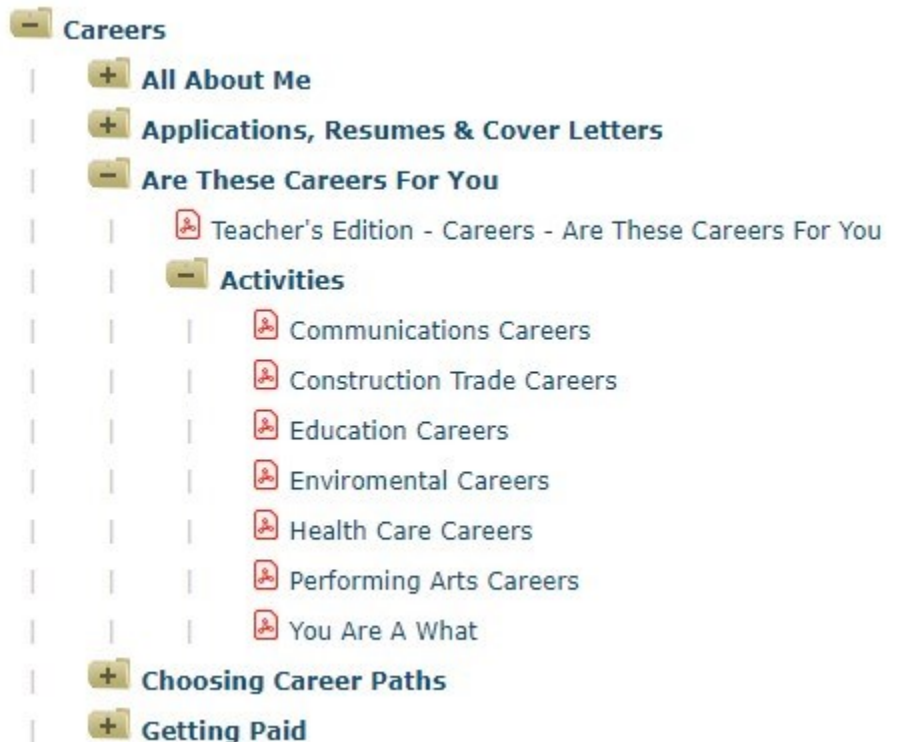 Careers
All About Me
Applications, Resumes & Cover Letters
Are These Careers For You
Teacher's Edition - Careers - Are These Careers For You
Activities
Communications Careers
Construction Trade Careers
Education Careers
Enviromental Careers
Health Care Careers
Performing Arts Careers
You Are A What
Choosing Career Paths
Getting Paid